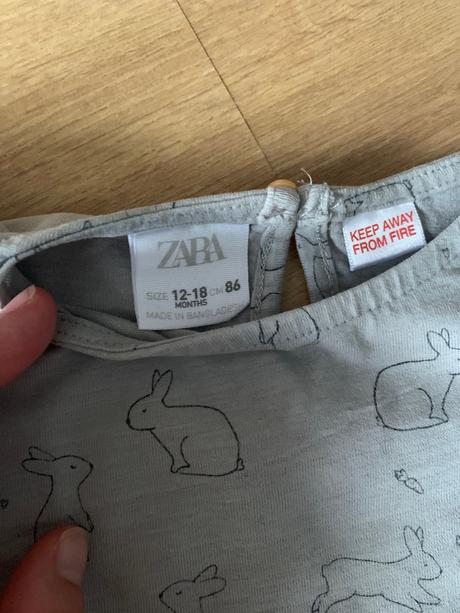 ZARA
SIZE 12-18 CM 86
MONTHS
MADE IN BANGLADESH
KEEP AWAY
FROM FIRE